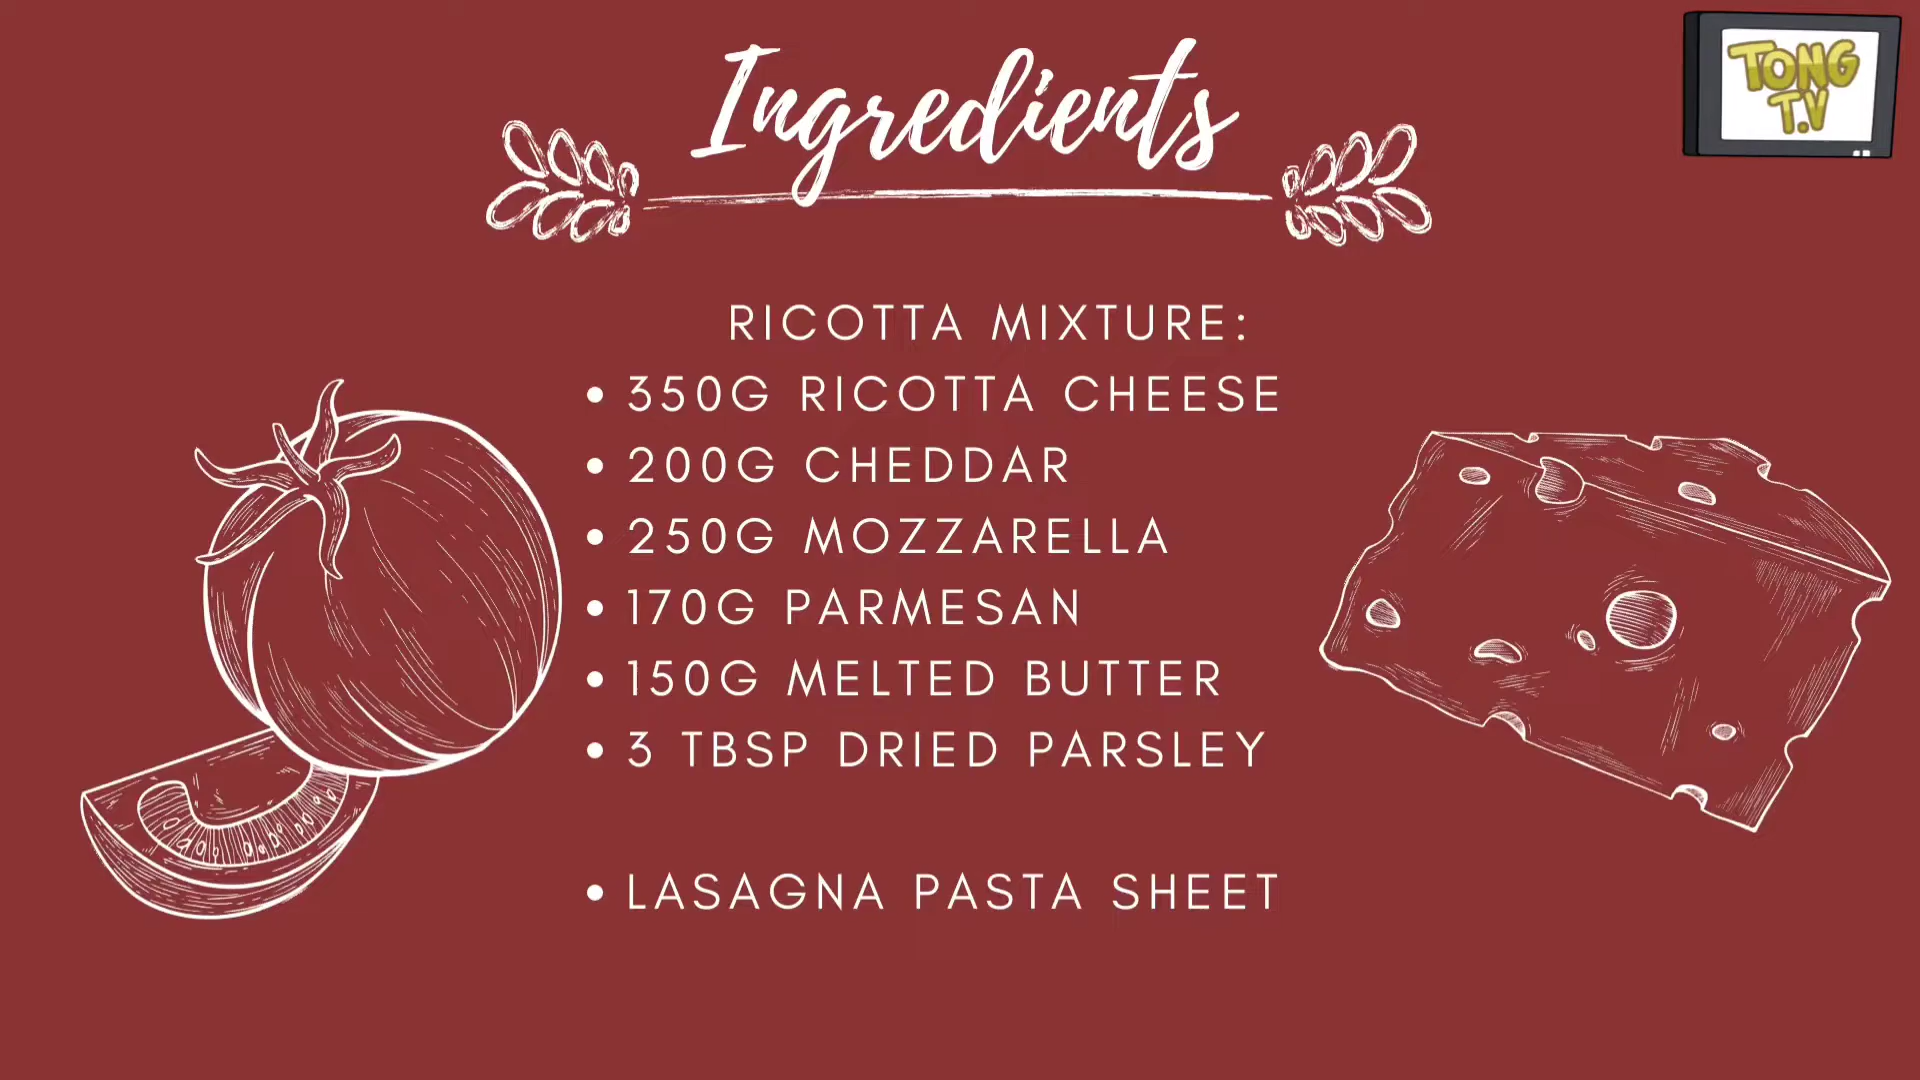 Ingredients
TONG
T.V
RICOTTA MIXTURE:
• 350G RICOTTA CHEESE
• 200G CHEDDAR
• 250G MOZZARELLA
• 170G PARMESAN
• 150G MELTED BUTTER
• 3 TBSP DRIED PARSLEY
• LASAGNA PASTA SHEET